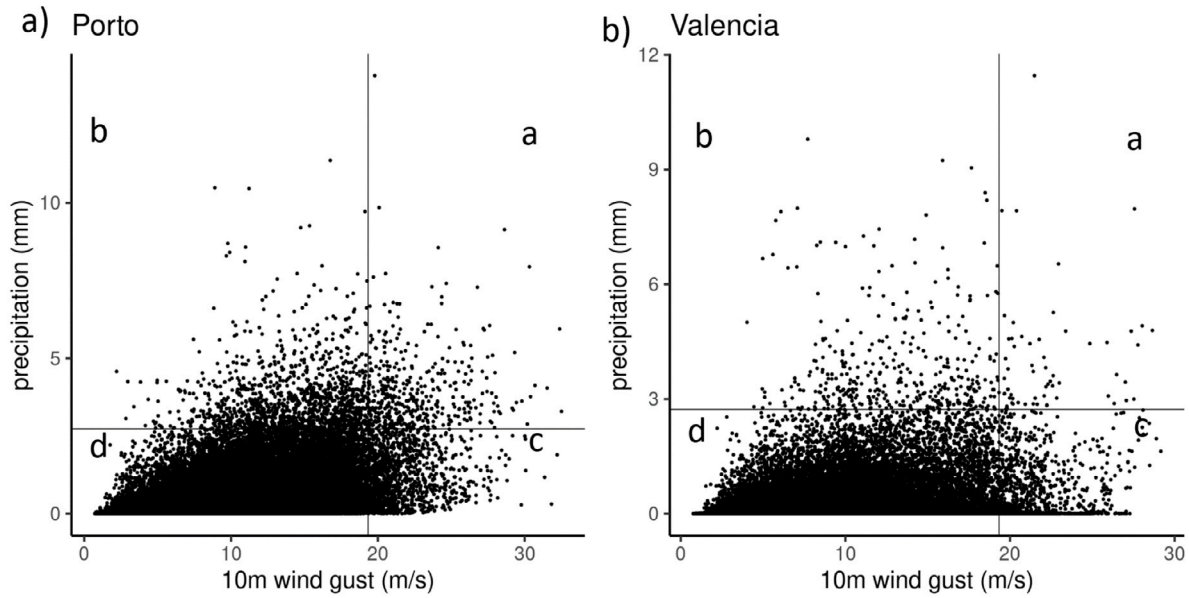 a) Porto
b
a
d
c
10
5
0
0
10
20
30
precipitation (mm)
10m wind gust (m/s)
b) Valencia
b
a
d
c
12
9
6
3
0
0
10
20
30
precipitation (mm)
10m wind gust (m/s)